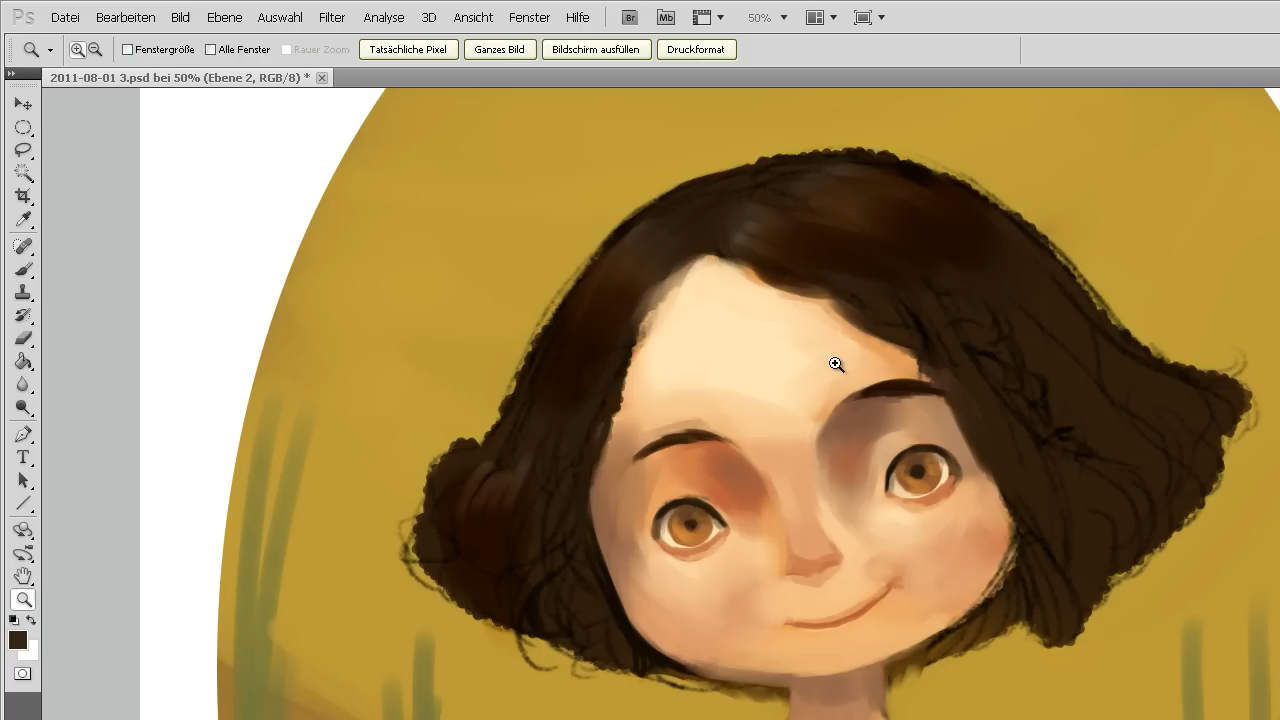 Ps Datei Bearbeiten Bild Ebene Auswahl Filter Analyse 3D Ansicht Fenster Hilfe Br Mb 50%
Fenstergröße Alle Fenster Rauer Zoom Tatsächliche Pixel Ganzes Bild Bildschirm ausfüllen Druckformat
2011-08-01 3.psd bei 50% (Ebene 2, RGB/8) *